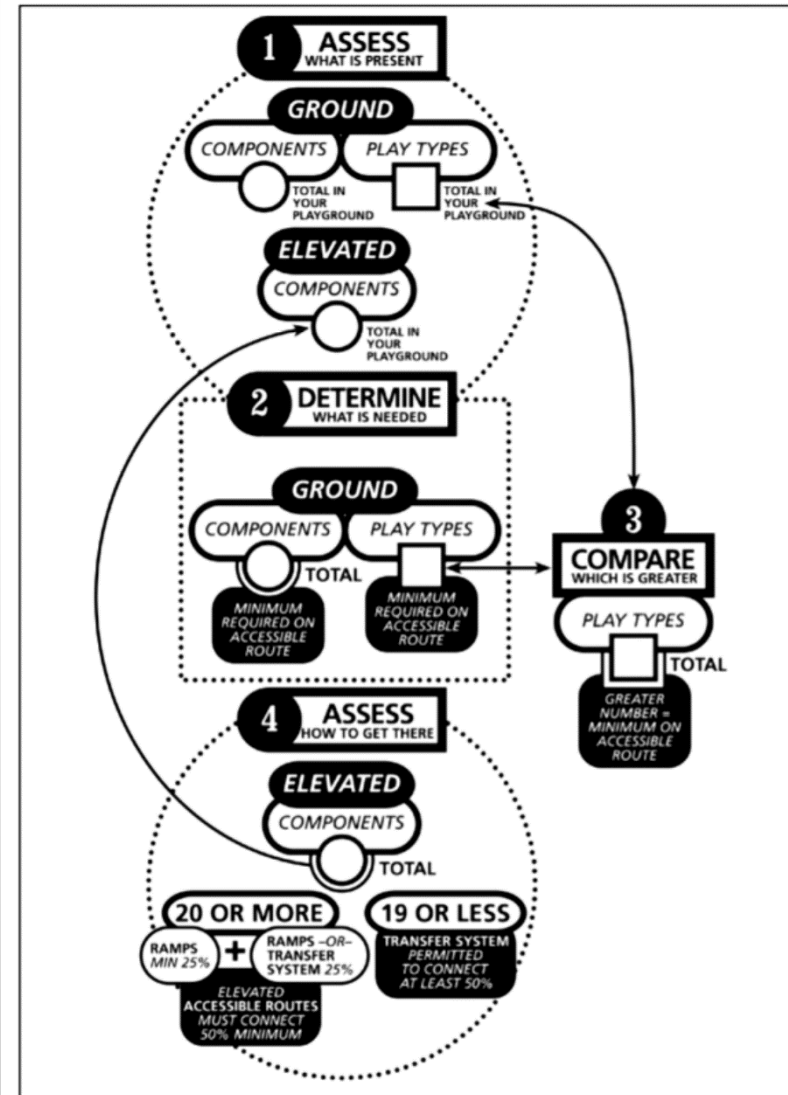 1 ASSESS
WHAT IS PRESENT
GROUND
COMPONENTS
PLAY TYPES
TOTAL IN
YOUR
PLAYGROUND
TOTAL IN
YOUR
PLAYGROUND
ELEVATED
COMPONENTS
TOTAL IN
YOUR
PLAYGROUND
2 DETERMINE
WHAT IS NEEDED
GROUND
COMPONENTS
PLAY TYPES
TOTAL
MINIMUM
REQUIRED ON
ACCESSIBLE
ROUTE
MINIMUM
REQUIRED ON
ACCESSIBLE
ROUTE
3
COMPARE
WHICH IS GREATER
PLAY TYPES
TOTAL
GREATER
NUMBER =
MINIMUM ON
ACCESSIBLE
ROUTE
4 ASSESS
HOW TO GET THERE
ELEVATED
COMPONENTS
TOTAL
20 OR MORE
RAMPS
MIN 25%
+
RAMPS –OR–
TRANSFER
SYSTEM 25%
ELEVATED
ACCESSIBLE ROUTES
MUST CONNECT
50% MINIMUM
19 OR LESS
TRANSFER SYSTEM
PERMITTED
TO CONNECT
AT LEAST 50%